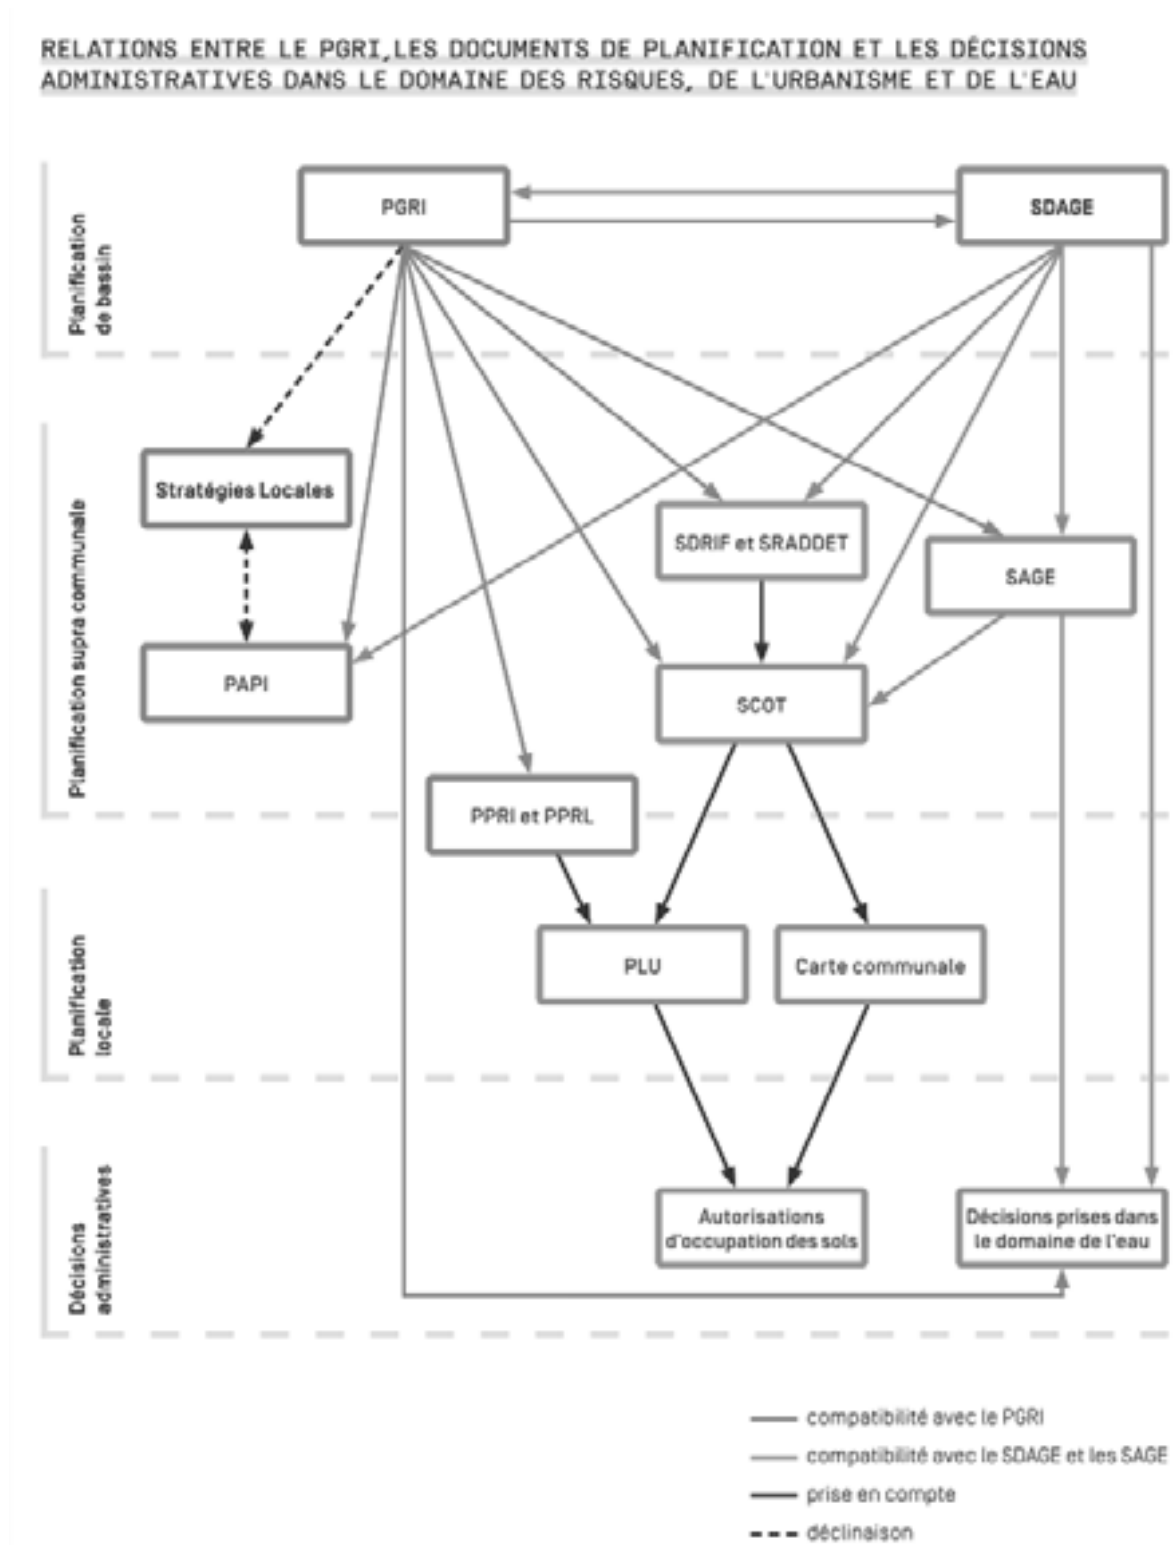 RELATIONS ENTRE LE PGRI,LES DOCUMENTS DE PLANIFICATION ET LES DÉCISIONS
ADMINISTRATIVES DANS LE DOMAINE DES RISQUES, DE L'URBANISME ET DE L'EAU
Planification
de bassin
PGRI
SDAGE
Planification supra communale
Stratégies Locales
SDRIF et SRADDET
SAGE
PAPI
SCOT
PPRI et PPRL
Planification
locale
PLU
Carte communale
Décisions
administratives
Autorisations
d'occupation des sols
Décisions prises dans
le domaine de l'eau
compatibilité avec le PGRI
compatibilité avec le SDAGE et les SAGE
prise en compte
déclinaison